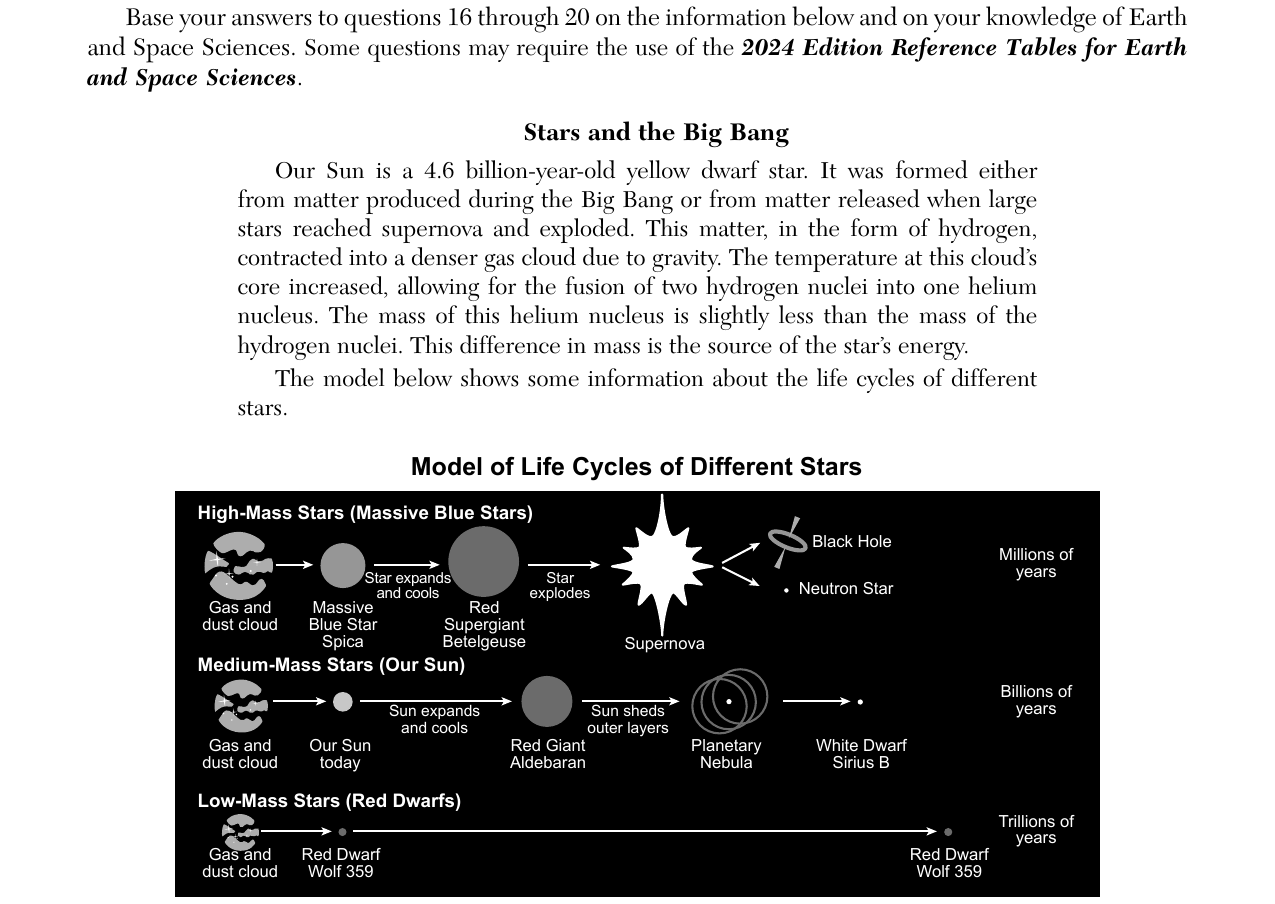 Base your answers to questions 16 through 20 on the information below and on your knowledge of Earth
and Space Sciences. Some questions may require the use of the 2024 Edition Reference Tables for Earth
and Space Sciences.
Stars and the Big Bang
Our Sun is a 4.6 billion-year-old yellow dwarf star. It was formed either
from matter produced during the Big Bang or from matter released when large
stars reached supernova and exploded. This matter, in the form of hydrogen,
contracted into a denser gas cloud due to gravity. The temperature at this cloud’s
core increased, allowing for the fusion of two hydrogen nuclei into one helium
nucleus. The mass of this helium nucleus is slightly less than the mass of the
hydrogen nuclei. This difference in mass is the source of the star’s energy.
The model below shows some information about the life cycles of different
stars.
Model of Life Cycles of Different Stars
High-Mass Stars (Massive Blue Stars)
Gas and
dust cloud
Massive
Blue Star
Spica
Star expands
and cools
Red
Supergiant
Betelgeuse
Star
explodes
Supernova
Black Hole
Neutron Star
Millions of
years
Medium-Mass Stars (Our Sun)
Gas and
dust cloud
Our Sun
today
Sun expands
and cools
Red Giant
Aldebaran
Sun sheds
outer layers
Planetary
Nebula
White Dwarf
Sirius B
Billions of
years
Low-Mass Stars (Red Dwarfs)
Gas and
dust cloud
Red Dwarf
Wolf 359
Red Dwarf
Wolf 359
Trillions of
years